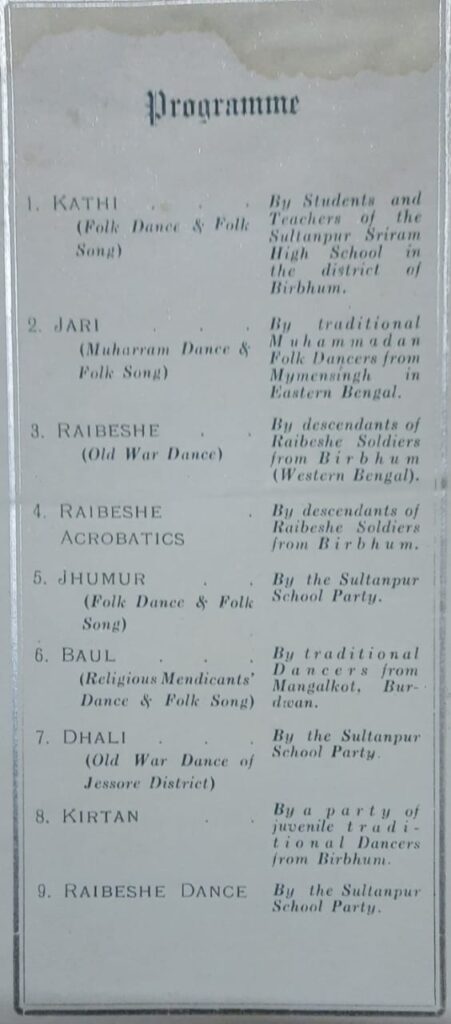 Programme
1. KATHI . . . By Students and
(Folk Dance & Folk Teachers of the
Song) Sultanpur Sriram
High School in
the district of
Birbhum.
2. JARI . . . By traditional
(Muharram Dance & Muhammadan
Folk Song) Folk Dancers from
Mymensingh in
Eastern Bengal.
3. RAIBESHE . . By descendants of
(Old War Dance) Raibeshe Soldiers
from Birbhum
(Western Bengal).
4. RAIBESHE . By descendants of
ACROBATICS Raibeshe Soldiers
from Birbhum.
5. JHUMUR . . By the Sultanpur
(Folk Dance & Folk School Party.
Song)
6. BAUL . . . By traditional
(Religious Mendicants' Dancers from
Dance & Folk Song) Mangalkot, Bur-
dwan.
7. DHALI . . . By the Sultanpur
(Old War Dance of School Party.
Jessore District)
8. KIRTAN . . By a party of
juvenile tradi-
tional Dancers
from Birbhum.
9. RAIBESHE DANCE By the Sultanpur
School Party.